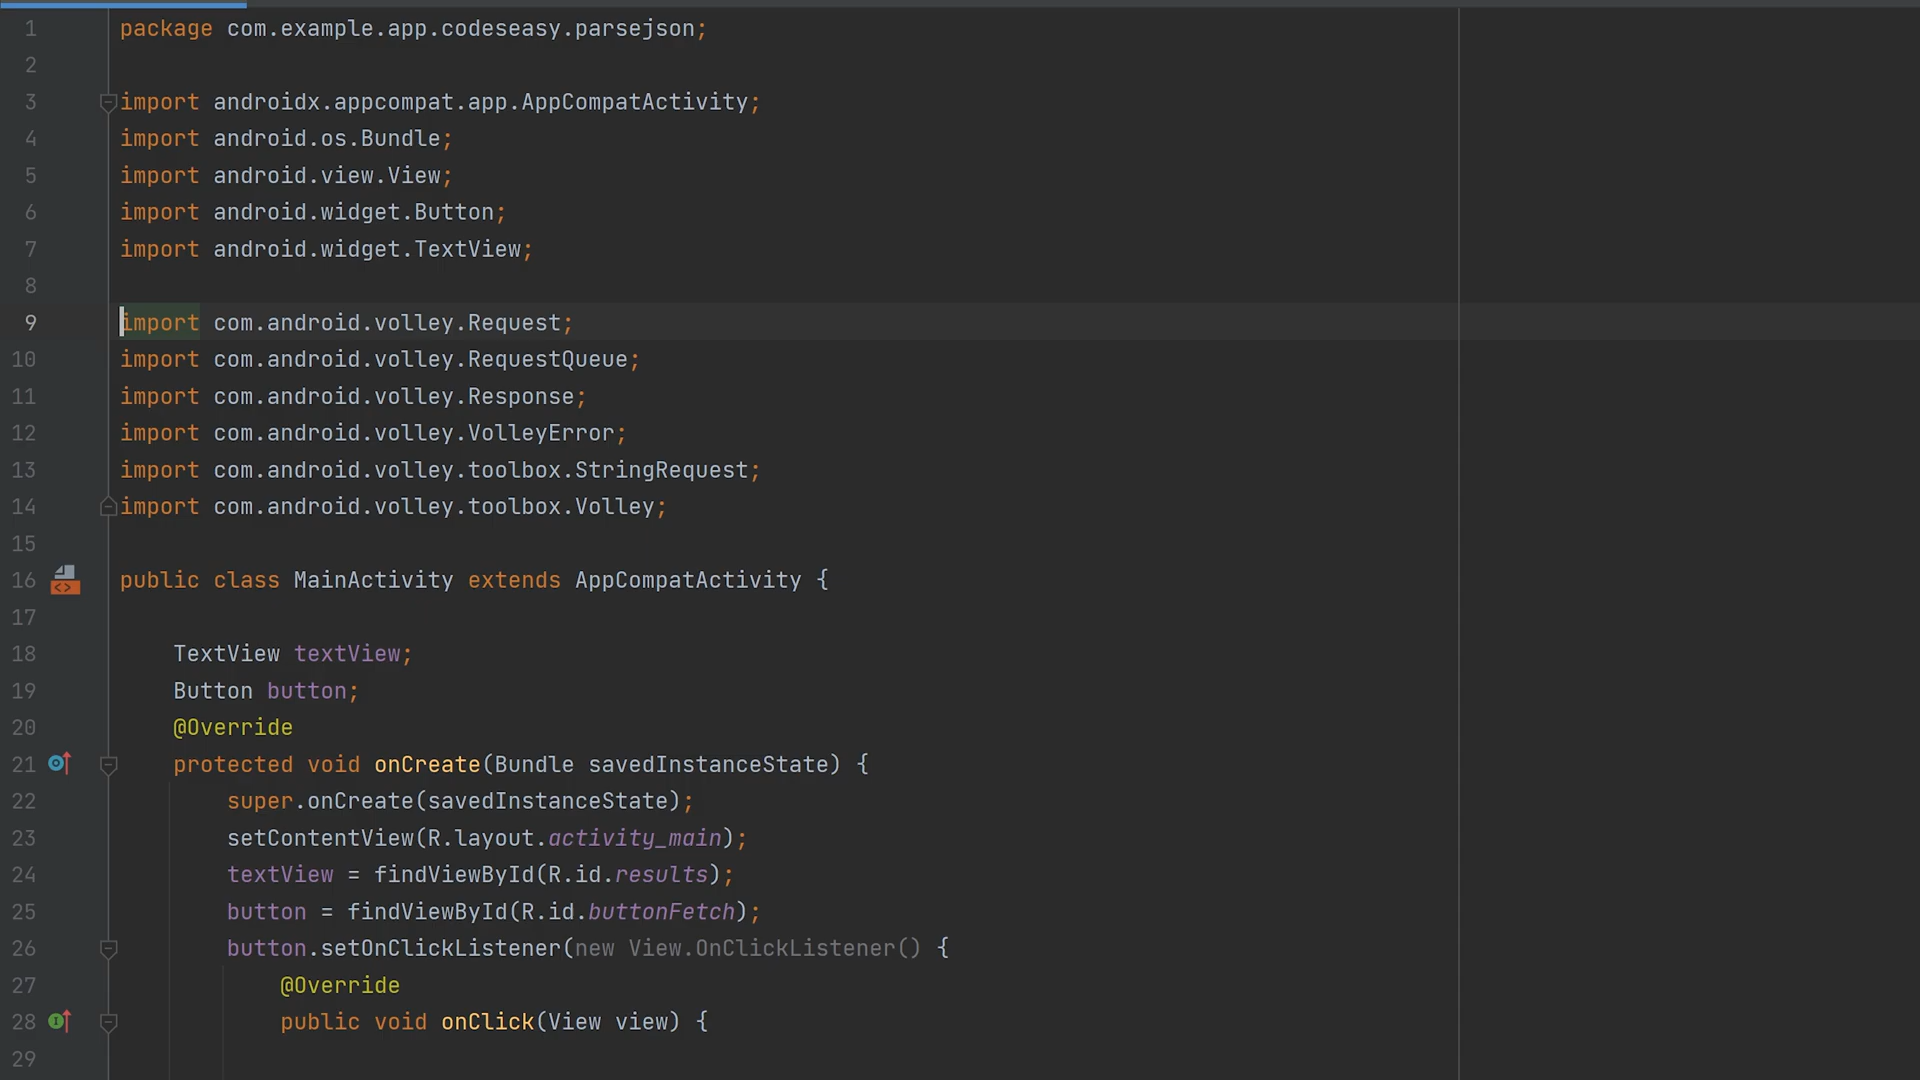 1 package com.example.app.codeseasy.parsejson;
2
3 import androidx.appcompat.app.AppCompatActivity;
4 import android.os.Bundle;
5 import android.view.View;
6 import android.widget.Button;
7 import android.widget.TextView;
8
9 import com.android.volley.Request;
10 import com.android.volley.RequestQueue;
11 import com.android.volley.Response;
12 import com.android.volley.VolleyError;
13 import com.android.volley.toolbox.StringRequest;
14 import com.android.volley.toolbox.Volley;
15
16 public class MainActivity extends AppCompatActivity {
17
18     TextView textView;
19     Button button;
20     @Override
21     protected void onCreate(Bundle savedInstanceState) {
22         super.onCreate(savedInstanceState);
23         setContentView(R.layout.activity_main);
24         textView = findViewById(R.id.results);
25         button = findViewById(R.id.buttonFetch);
26         button.setOnClickListener(new View.OnClickListener() {
27             @Override
28             public void onClick(View view) {
29